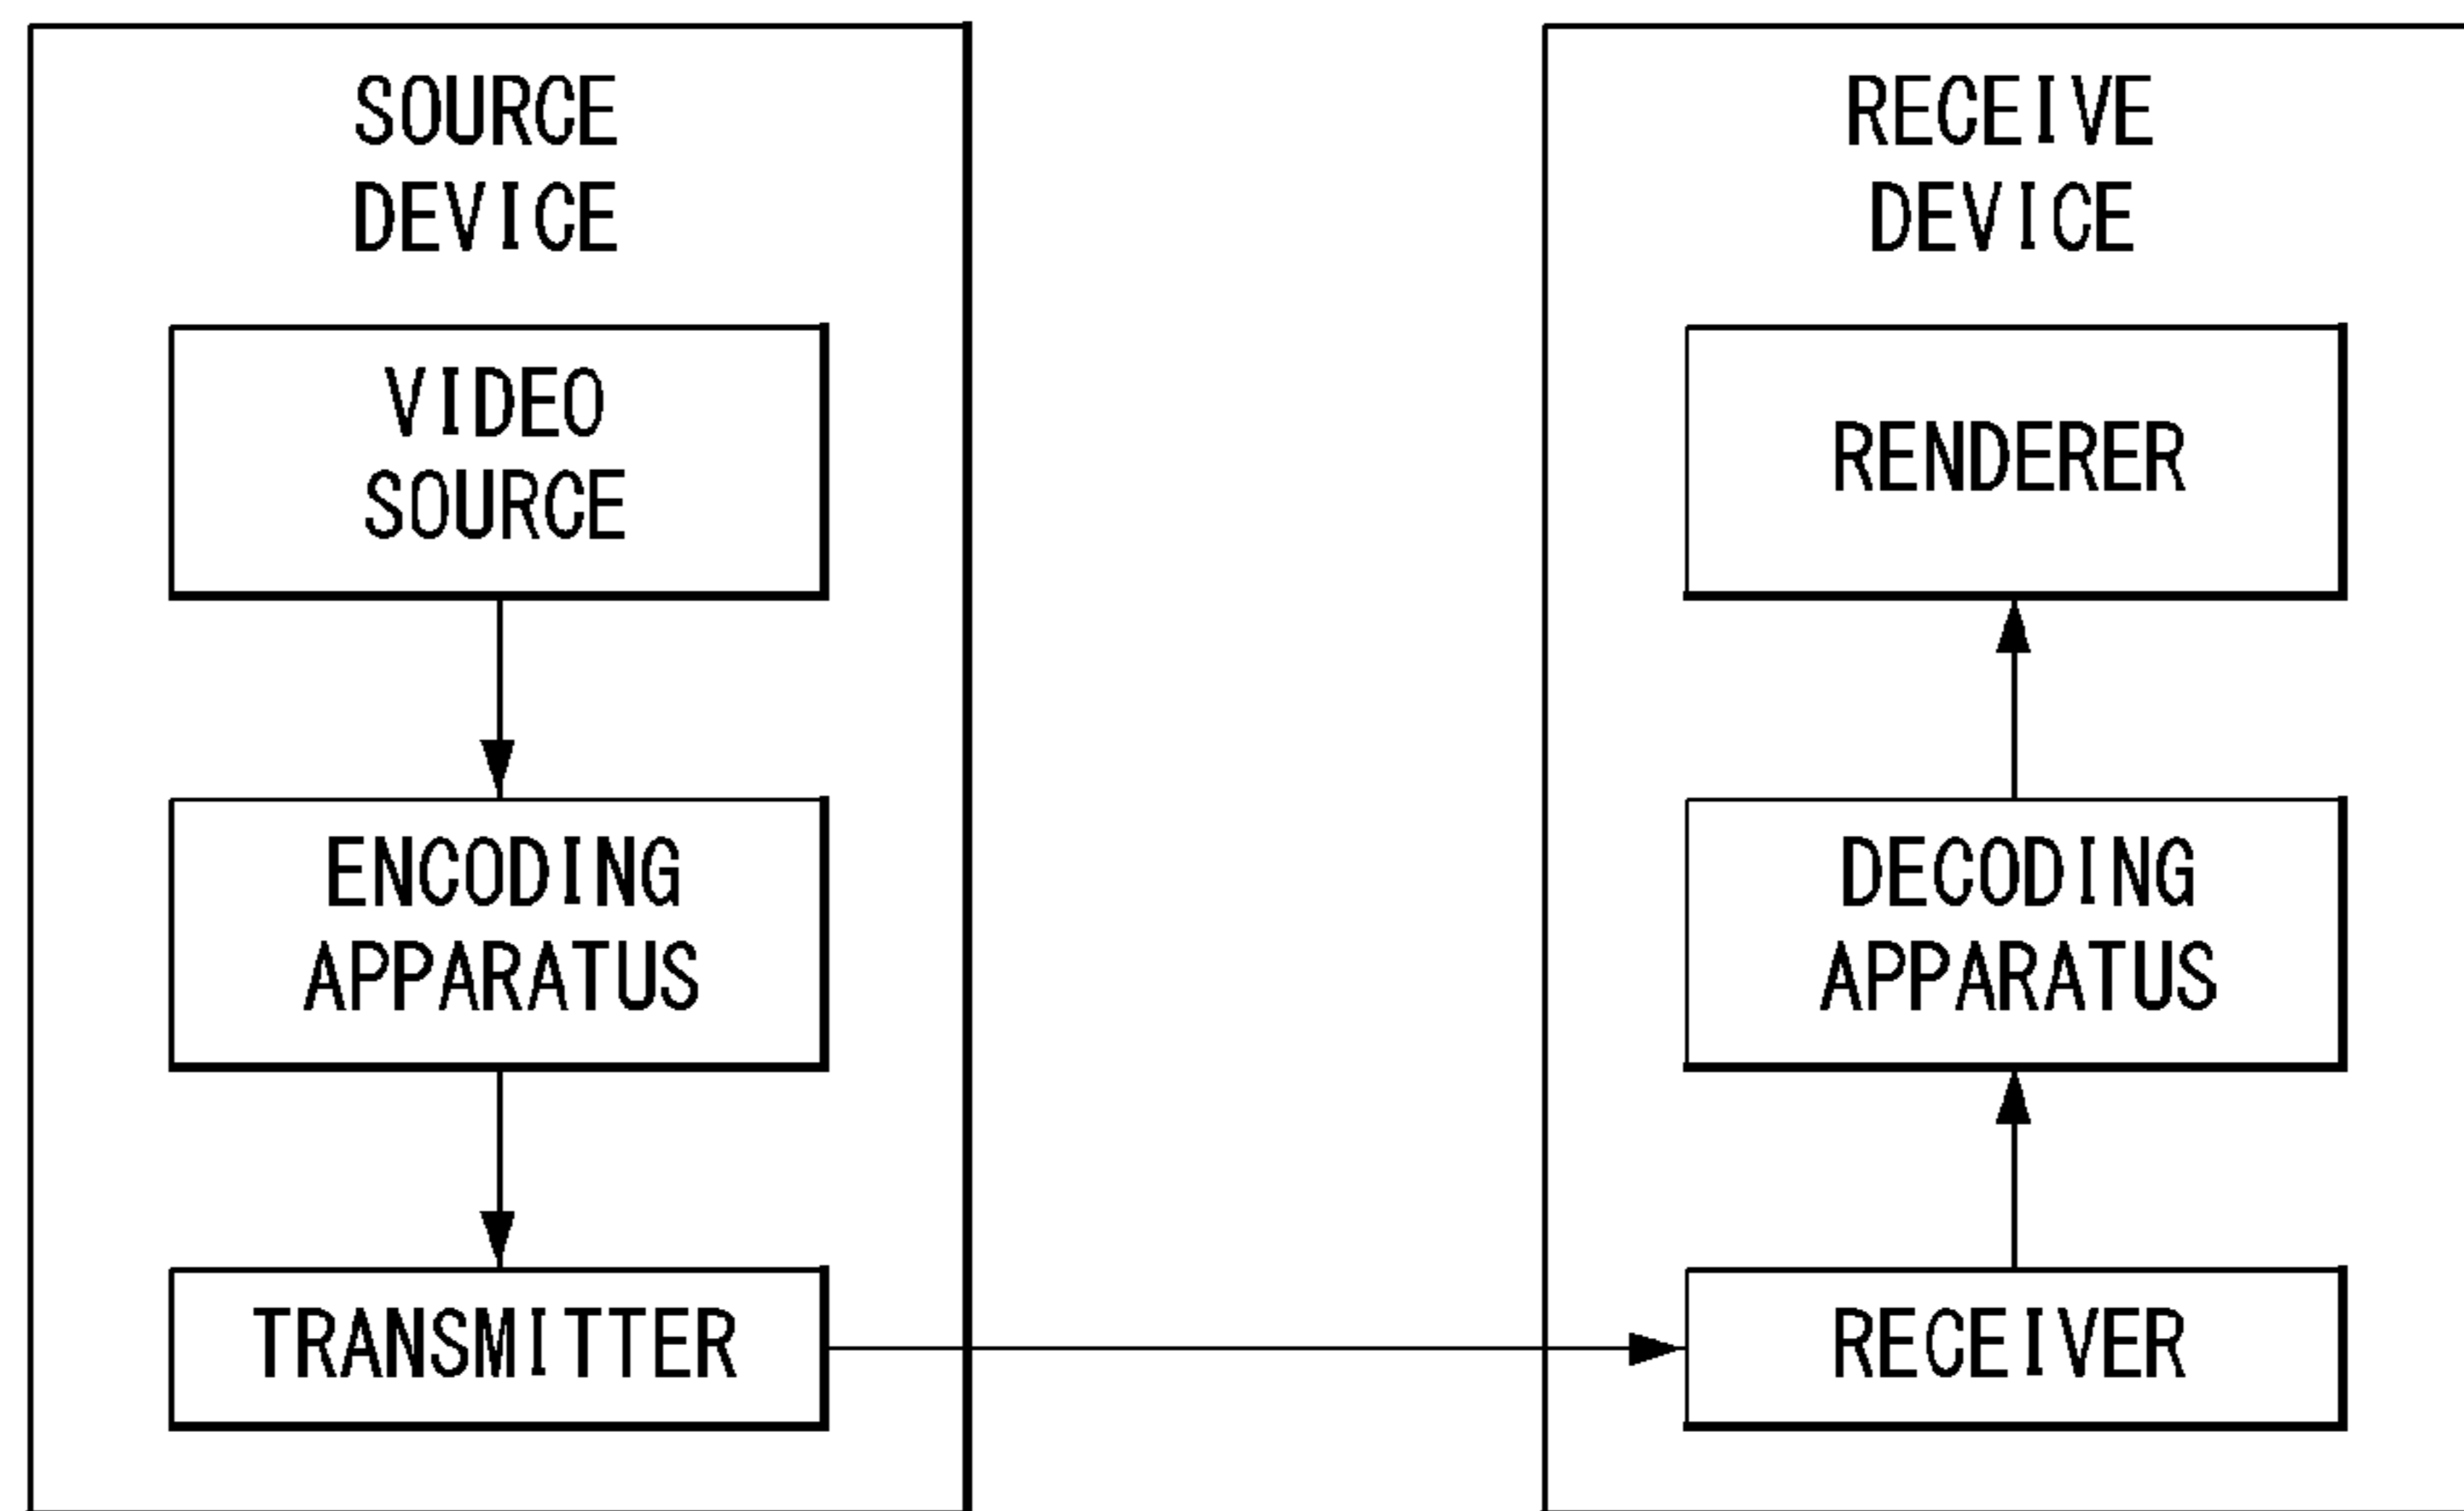 SOURCE
DEVICE
VIDEO
SOURCE
ENCODING
APPARATUS
TRANSMITTER
RECEIVE
DEVICE
RENDERER
DECODING
APPARATUS
RECEIVER